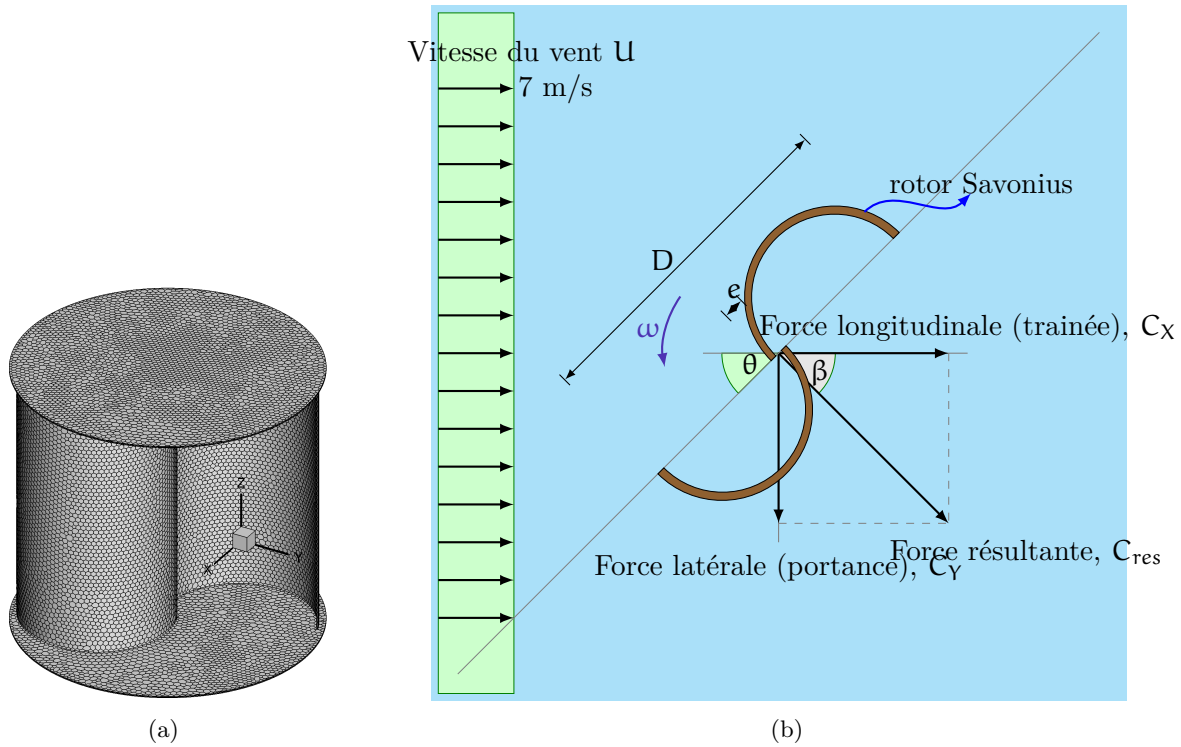 Vitesse du vent U
7 m/s
rotor Savonius
D
e
ω
Force longitudinale (trainée), C_X
θ
β
Z
Y
X
Force résultante, C_res
Force latérale (portance), C_Y
(a)
(b)